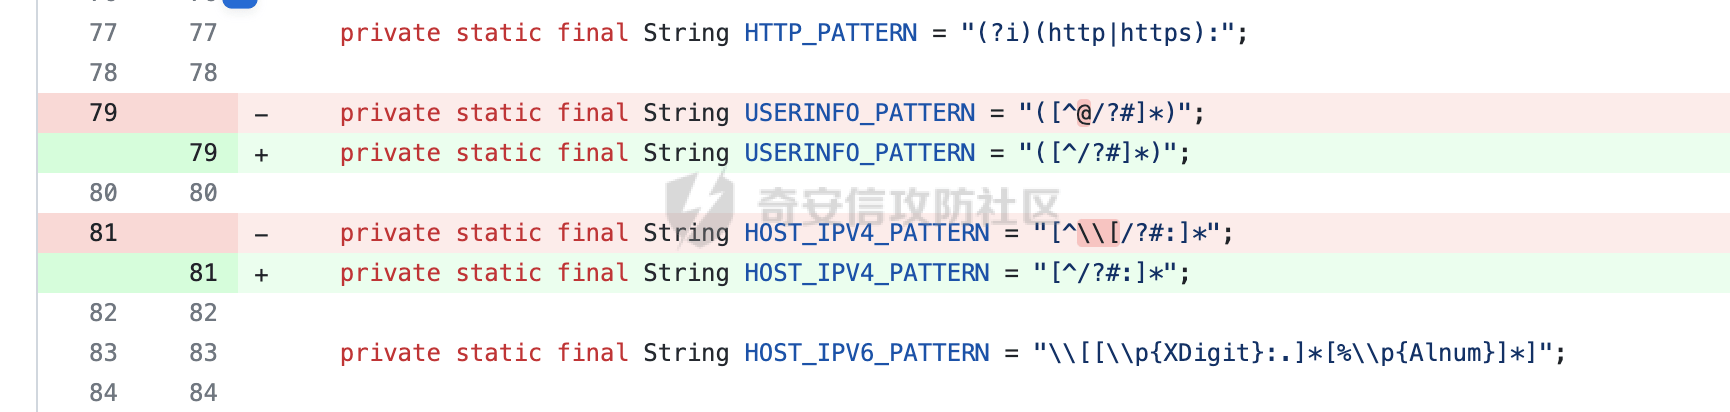 77 77 private static final String HTTP_PATTERN = "(?i)(http|https):";
78 78
79 - private static final String USERINFO_PATTERN = "([^@/?#]*)";
79 + private static final String USERINFO_PATTERN = "([^/?#]*)";
80 80
奇安信攻防社区
81 - private static final String HOST_IPV4_PATTERN = "[^\\[/?#:]*";
81 + private static final String HOST_IPV4_PATTERN = "[^/?#:]*";
82 82
83 83 private static final String HOST_IPV6_PATTERN = "\\[[\\p{XDigit}:.]*[%\\p{Alnum}]*]";
84 84